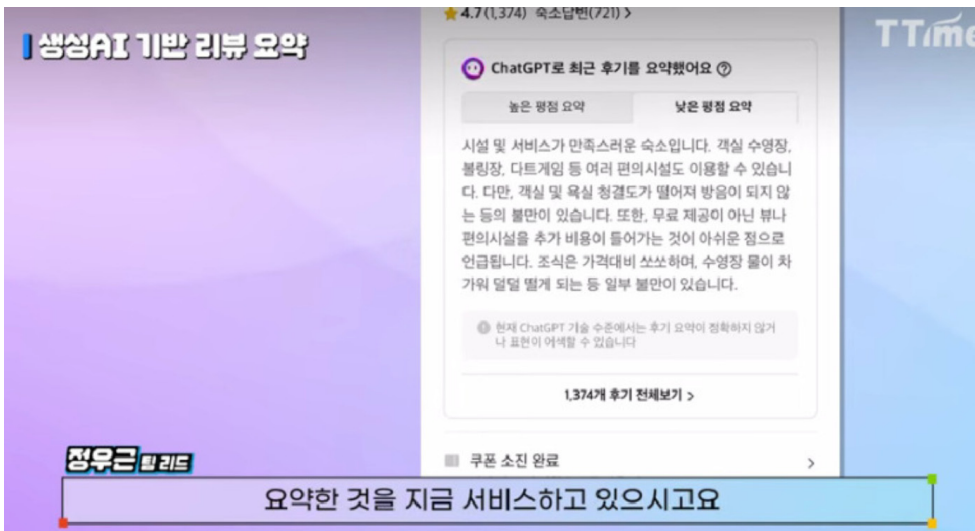 4.7 (1,374) 숙소답변(721) >
TTime
생성AI 기반 리뷰 요약
ChatGPT로 최근 후기를 요약했어요 ?
높은 평점 요약
낮은 평점 요약
시설 및 서비스가 만족스러운 숙소입니다. 객실 수영장,
볼링장, 다트게임 등 여러 편의시설도 이용할 수 있습니
다. 다만, 객실 및 욕실 청결도가 떨어져 방음이 되지 않
는 등의 불만이 있습니다. 또한, 무료 제공이 아닌 뷰나
편의시설을 추가 비용이 들어가는 것이 아쉬운 점으로
언급됩니다. 조식은 가격대비 쏘쏘하며, 수영장 물이 차
가워 덜덜 떨게 되는 등 일부 불만이 있습니다.
현재 ChatGPT 기술 수준에서는 후기 요약이 정확하지 않거
나 표현이 어색할 수 있습니다
1,374개 후기 전체보기 >
쿠폰 소진 완료 >
정우근 팀 리드
요약한 것을 지금 서비스하고 있으시고요